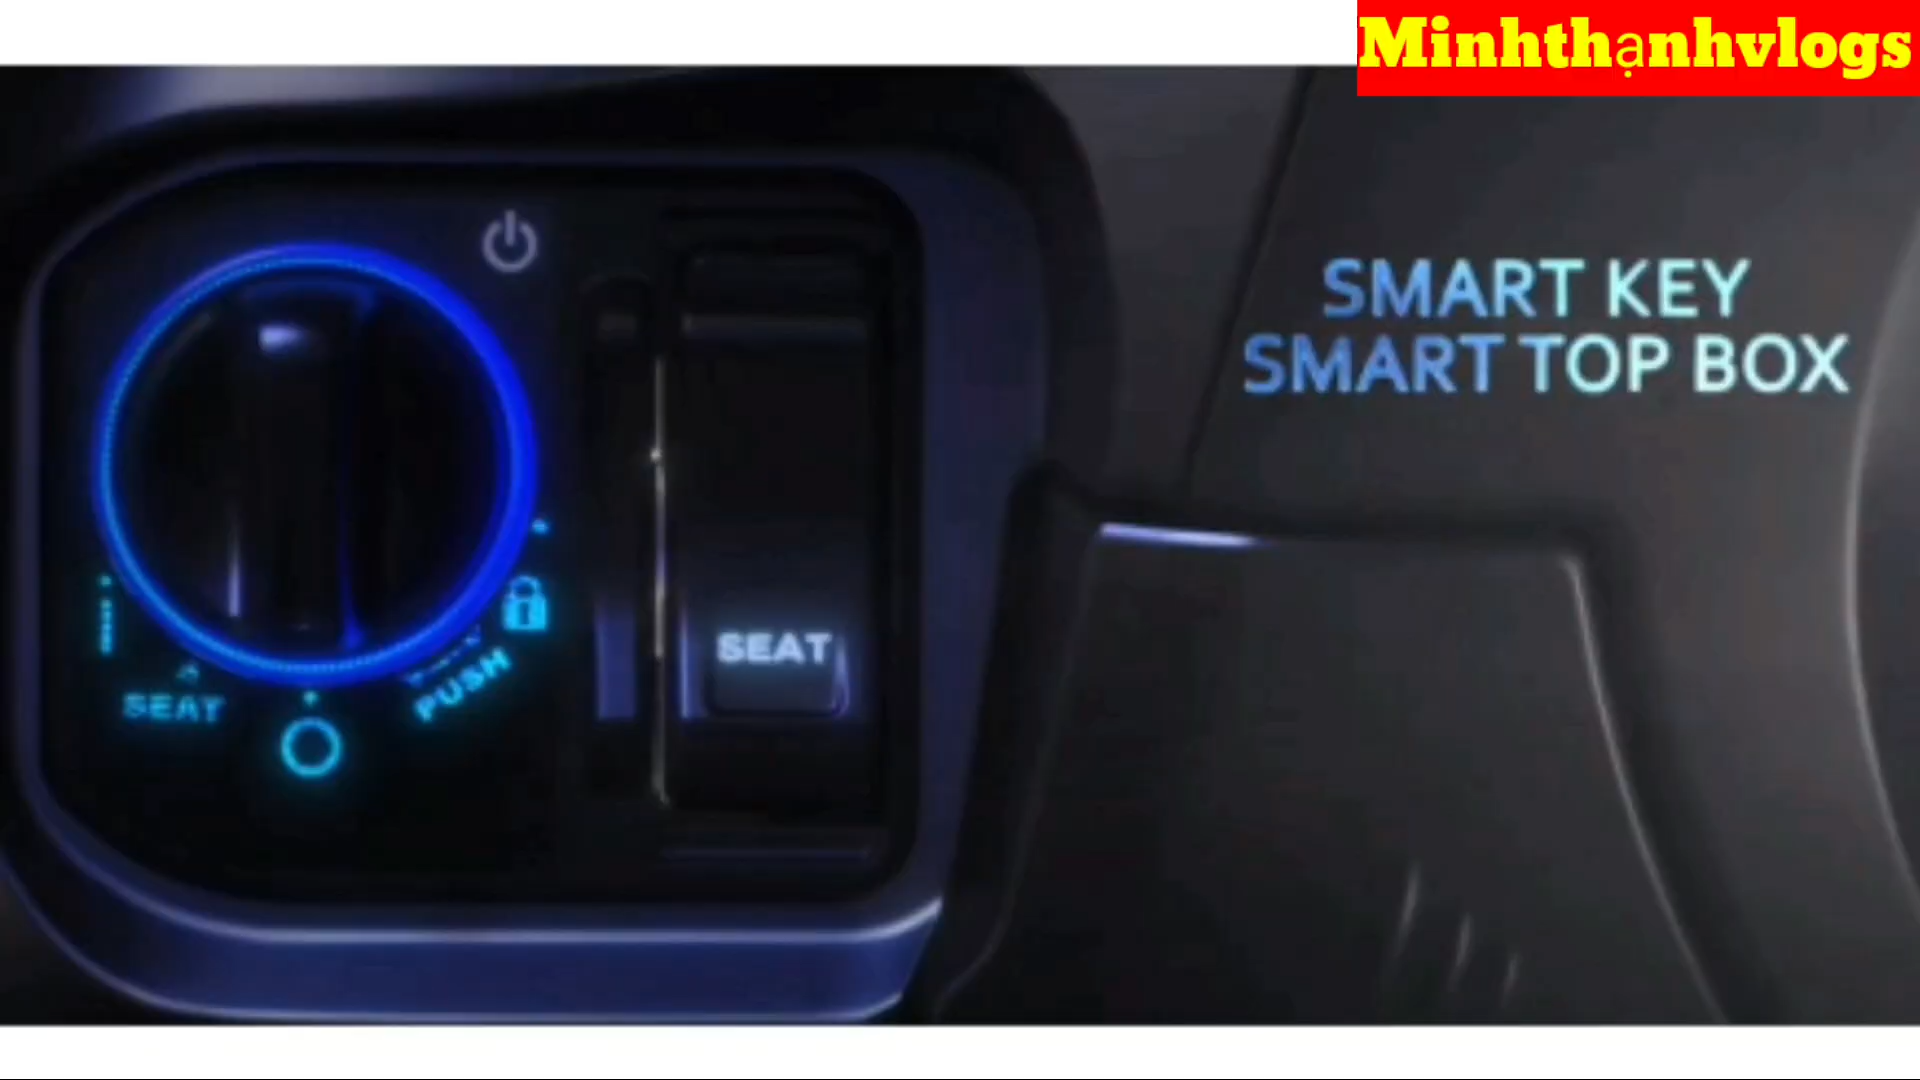 Minhthạnhvlogs
SMART KEY
SMART TOP BOX
SEAT
SEAT
PUSH